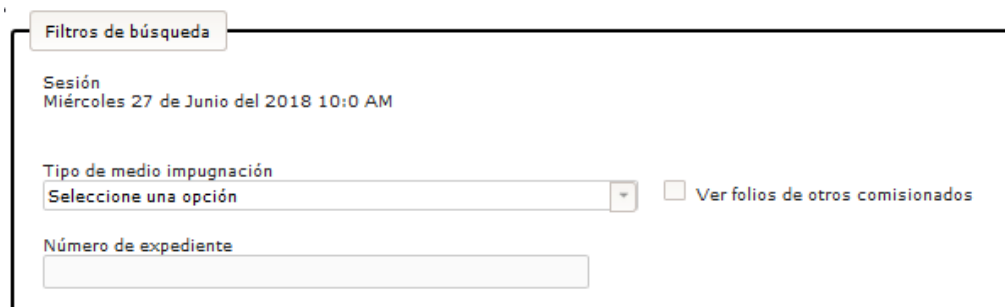 Filtros de búsqueda
Sesión
Miércoles 27 de Junio del 2018 10:0 AM
Tipo de medio impugnación
Seleccione una opción
Ver folios de otros comisionados
Número de expediente